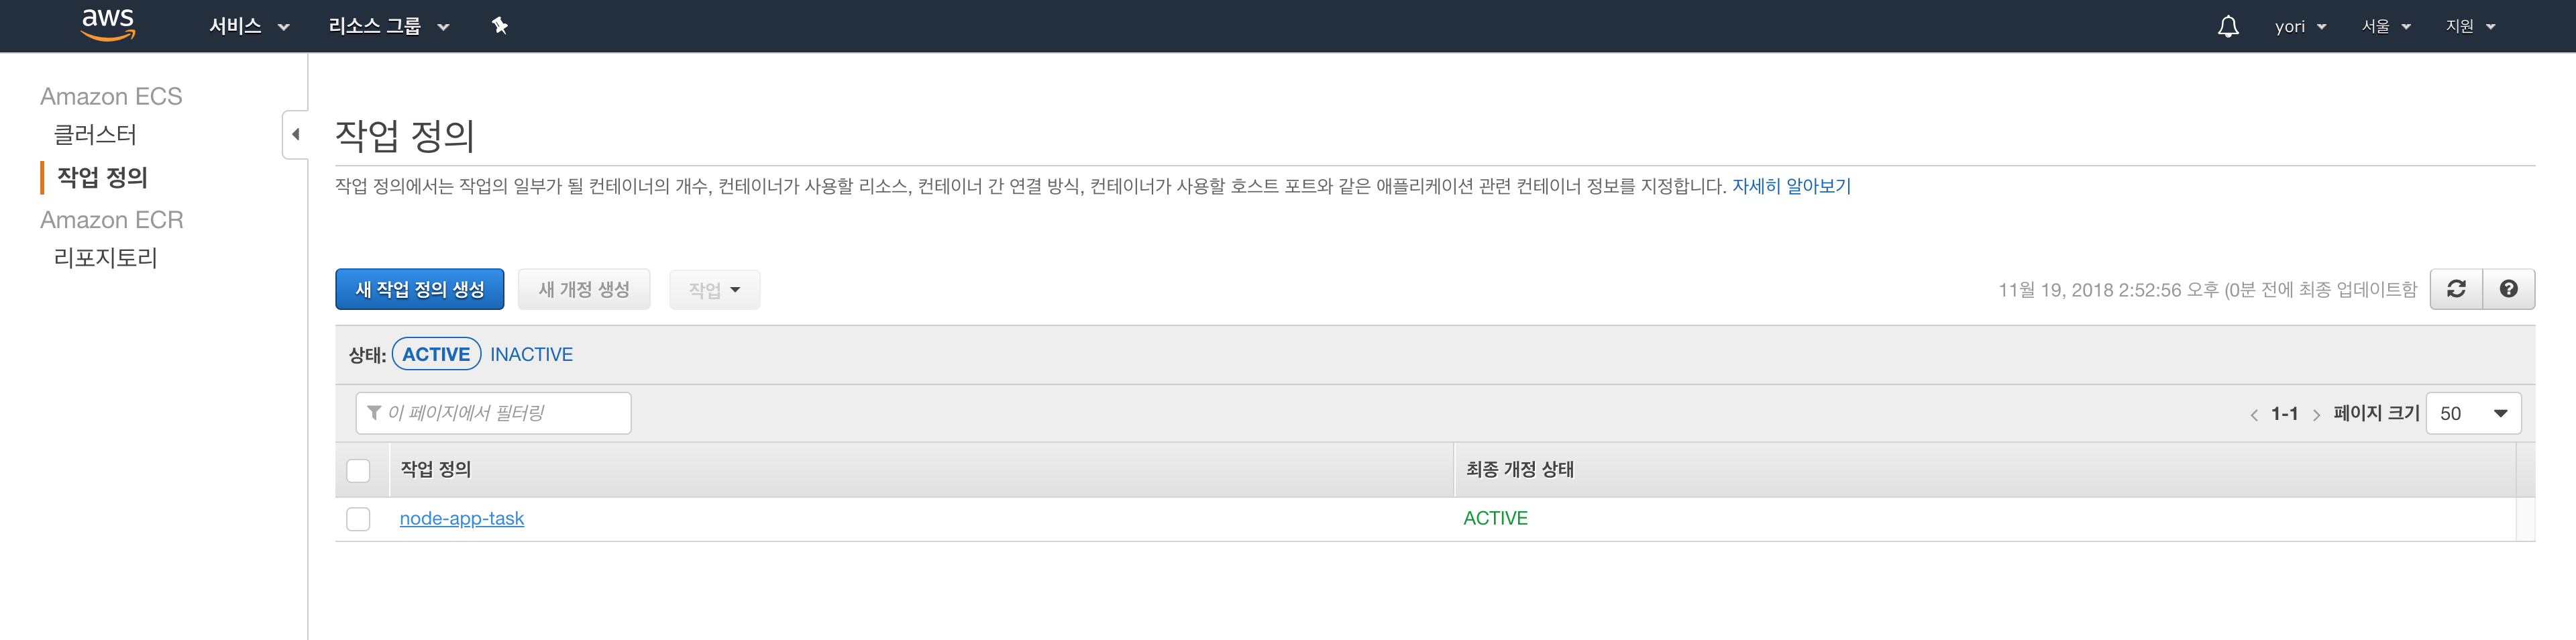 aws 서비스 리소스 그룹 yori 서울 지원
Amazon ECS
클러스터
작업 정의
Amazon ECR
리포지토리
작업 정의
작업 정의에서는 작업의 일부가 될 컨테이너의 개수, 컨테이너가 사용할 리소스, 컨테이너 간 연결 방식, 컨테이너가 사용할 호스트 포트와 같은 애플리케이션 관련 컨테이너 정보를 지정합니다. 자세히 알아보기
새 작업 정의 생성 새 개정 생성 작업 11월 19, 2018 2:52:56 오후 (0분 전에 최종 업데이트함
상태: ACTIVE INACTIVE
이 페이지에서 필터링 < 1-1 > 페이지 크기 50
작업 정의 최종 개정 상태
node-app-task ACTIVE